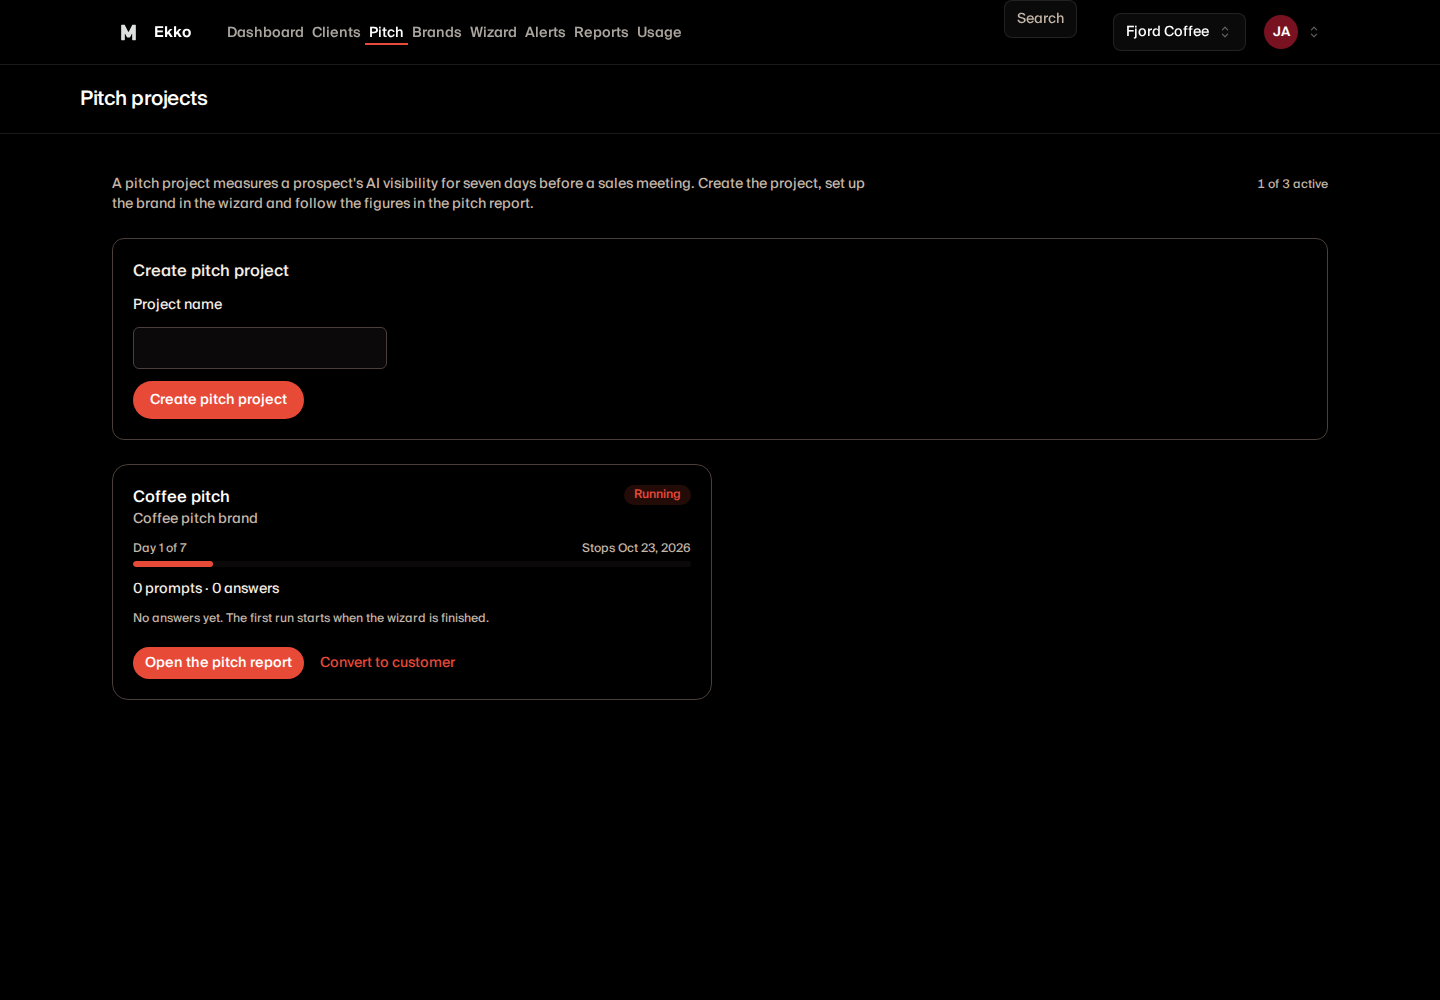 M Ekko Dashboard Clients Pitch Brands Wizard Alerts Reports Usage Search Fjord Coffee JA
Pitch projects
A pitch project measures a prospect's AI visibility for seven days before a sales meeting. Create the project, set up
the brand in the wizard and follow the figures in the pitch report.
1 of 3 active
Create pitch project
Project name
Create pitch project
Coffee pitch
Running
Coffee pitch brand
Day 1 of 7
Stops Oct 23, 2026
0 prompts · 0 answers
No answers yet. The first run starts when the wizard is finished.
Open the pitch report
Convert to customer